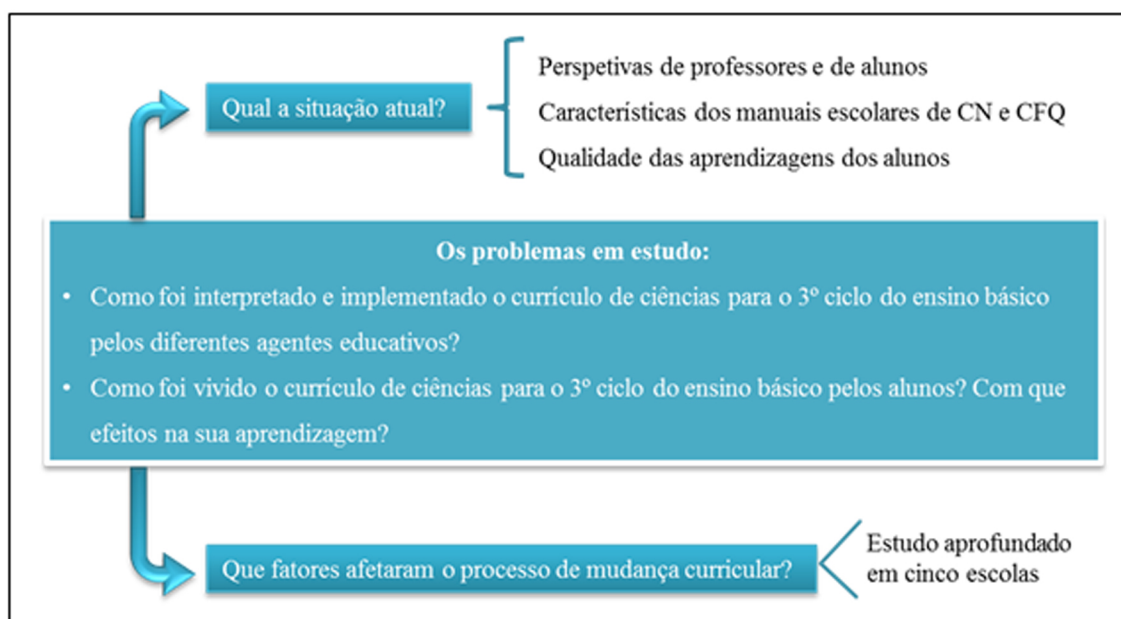 Qual a situação atual?
Perspetivas de professores e de alunos
Características dos manuais escolares de CN e CFQ
Qualidade das aprendizagens dos alunos
Os problemas em estudo:
• Como foi interpretado e implementado o currículo de ciências para o 3º ciclo do ensino básico
pelos diferentes agentes educativos?
• Como foi vivido o currículo de ciências para o 3º ciclo do ensino básico pelos alunos? Com que
efeitos na sua aprendizagem?
Que fatores afetaram o processo de mudança curricular?
Estudo aprofundado
em cinco escolas